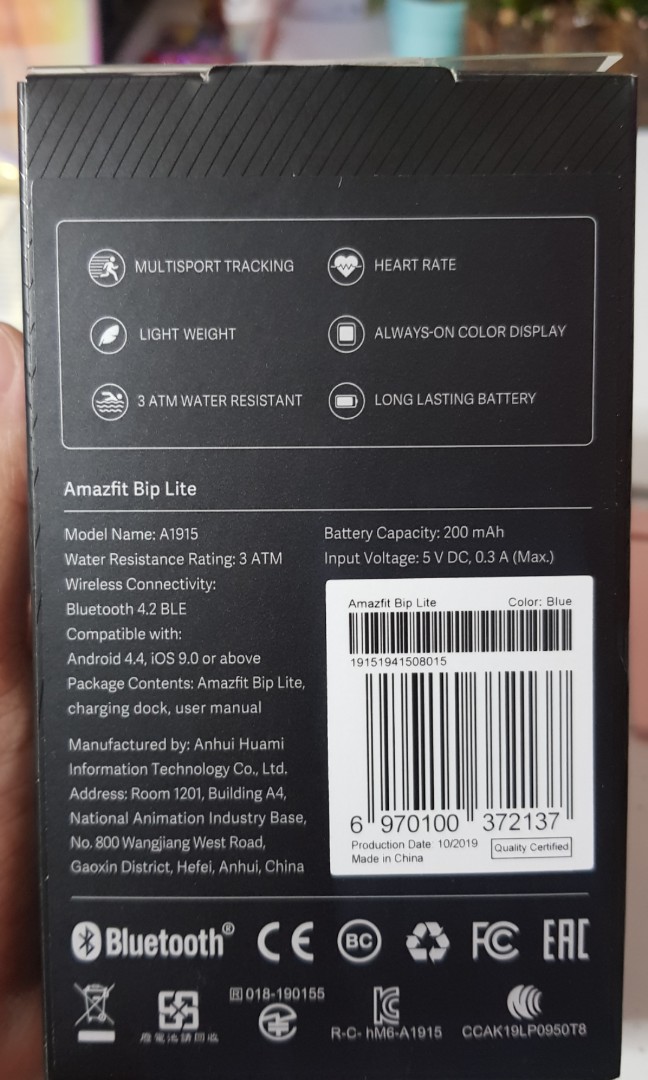 MULTISPORT TRACKING
HEART RATE
LIGHT WEIGHT
ALWAYS-ON COLOR DISPLAY
3 ATM WATER RESISTANT
LONG LASTING BATTERY
Amazfit Bip Lite
Model Name: A1915
Water Resistance Rating: 3 ATM
Wireless Connectivity:
Bluetooth 4.2 BLE
Compatible with:
Android 4.4, iOS 9.0 or above
Package Contents: Amazfit Bip Lite,
charging dock, user manual
Manufactured by: Anhui Huami
Information Technology Co., Ltd.
Address: Room 1201, Building A4,
National Animation Industry Base,
No. 800 Wangjiang West Road,
Gaoxin District, Hefei, Anhui, China
Battery Capacity: 200 mAh
Input Voltage: 5 V DC, 0.3 A (Max.)
Amazfit Bip Lite
Color: Blue
19151941508015
6 970100 372137
Production Date 10/2019
Made in China
Quality Certified
Bluetooth®
CE
BC
FC
EAC
廢電池請回收
R 018-190155
R-C- hM6-A1915
CCAK19LP0950T8